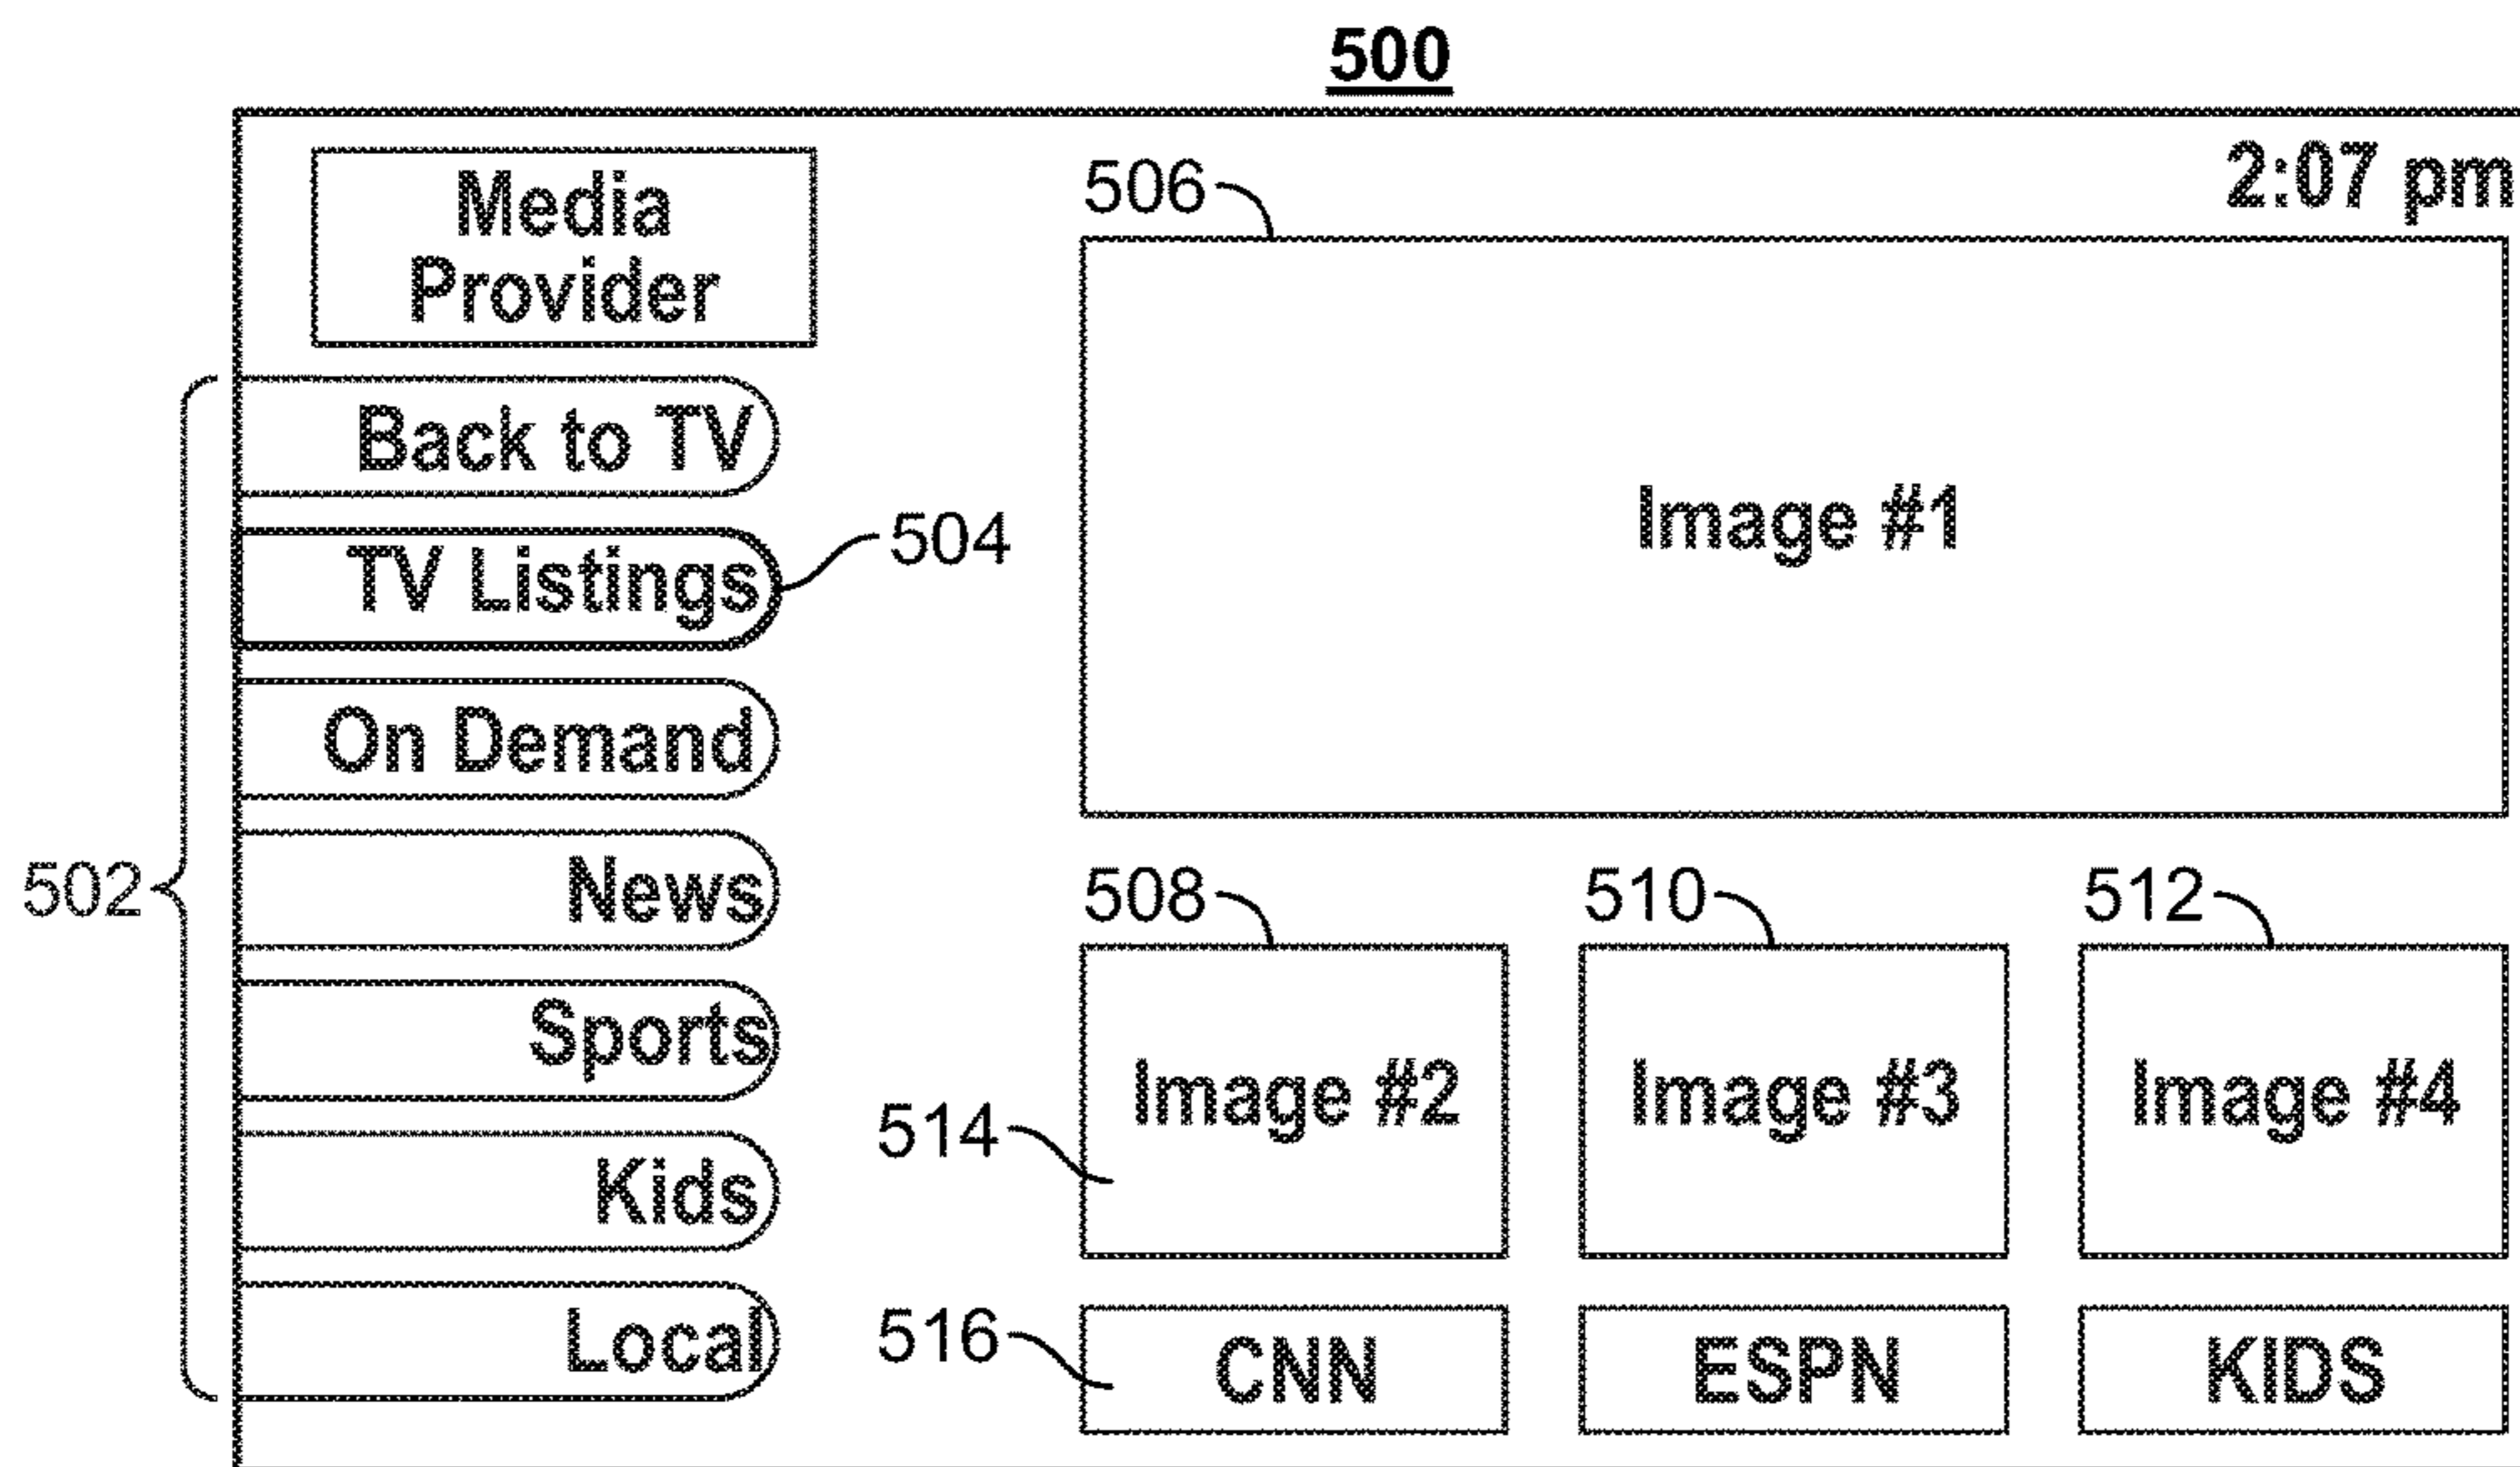 500
2:07 pm
Media
Provider
506
Back to TV
Image #1
TV Listings
504
On Demand
News
502
508
510
512
Sports
Image #2
Image #3
Image #4
514
Kids
Local
516
CNN
ESPN
KIDS